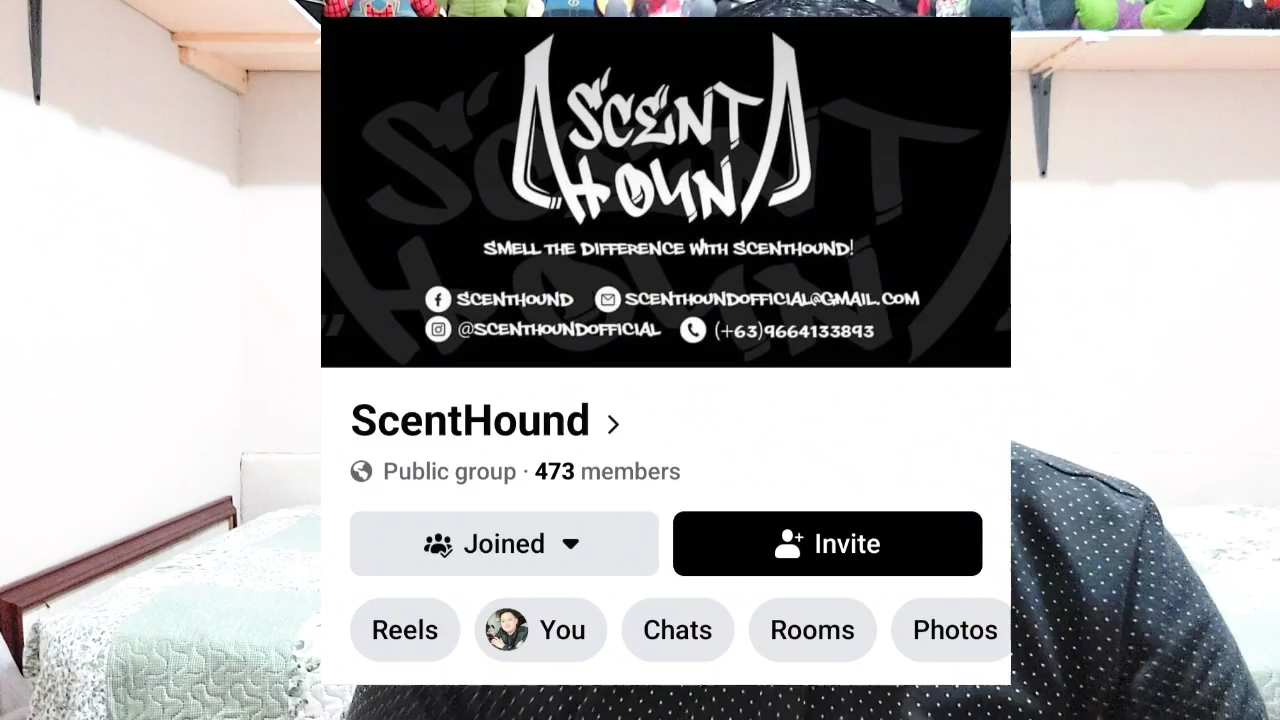 SCENT
HOUND
SMELL THE DIFFERENCE WITH SCENTHOUND!
SCENTHOUND
SCENTHOUNDOFFICIAL@GMAIL.COM
@SCENTHOUNDOFFICIAL
(+63)9664133893
ScentHound >
Public group · 473 members
Joined
Invite
Reels
You
Chats
Rooms
Photos